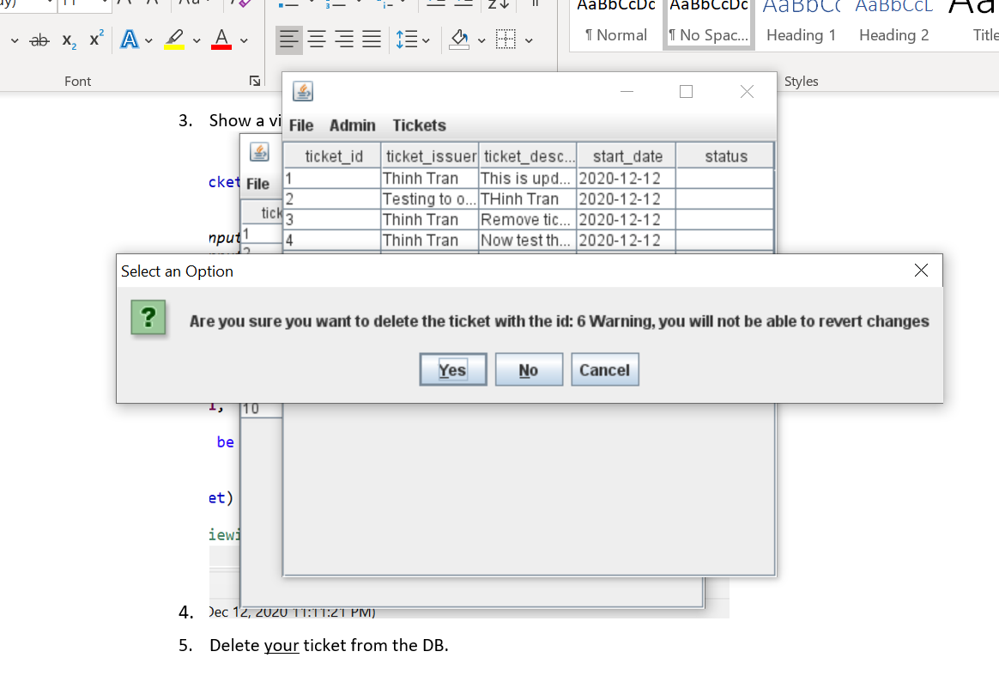 ab x2 x2 A A
AaBbCcDc AaBbCcDc AaBbCc AaBbCcL Aa
¶ Normal ¶ No Spac... Heading 1 Heading 2 Title
Font Styles
3. Show a vi
File Admin Tickets
ticket_id ticket_issuer ticket_desc... start_date status
1 Thinh Tran This is upd... 2020-12-12
2 Testing to o... THinh Tran 2020-12-12
3 Thinh Tran Remove tic... 2020-12-12
4 Thinh Tran Now test th... 2020-12-12
cket File
tick
nput 1
2
Select an Option
? Are you sure you want to delete the ticket with the id: 6 Warning, you will not be able to revert changes
Yes No Cancel
10
be
et)
iewi
4. Dec 12, 2020 11:11:21 PM)
5. Delete your ticket from the DB.